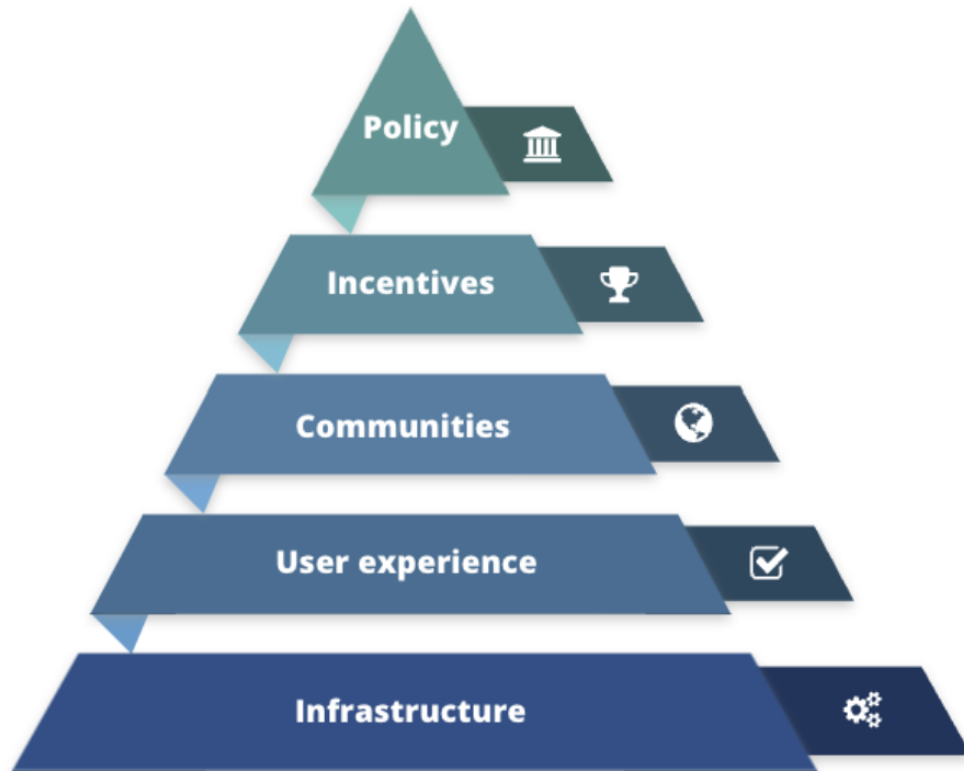 Policy
Incentives
Communities
User experience
Infrastructure